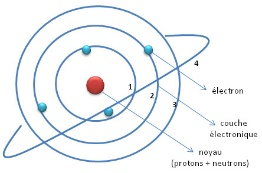 4
1
électron
2
3
couche
électronique
noyau
(protons + neutrons)